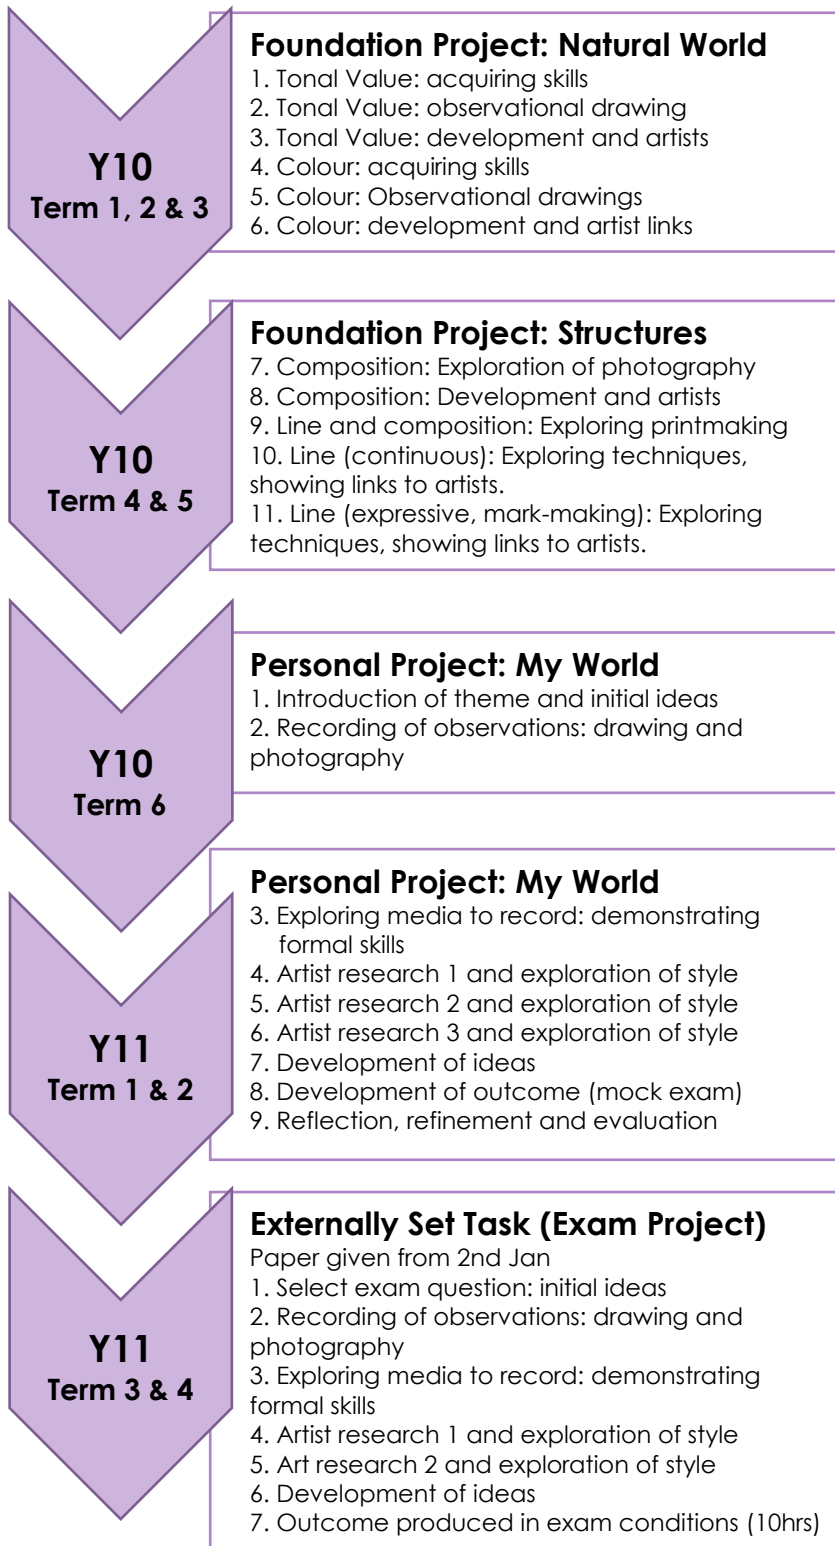 Y10
Term 1, 2 & 3
Foundation Project: Natural World
1. Tonal Value: acquiring skills
2. Tonal Value: observational drawing
3. Tonal Value: development and artists
4. Colour: acquiring skills
5. Colour: Observational drawings
6. Colour: development and artist links
Y10
Term 4 & 5
Foundation Project: Structures
7. Composition: Exploration of photography
8. Composition: Development and artists
9. Line and composition: Exploring printmaking
10. Line (continuous): Exploring techniques,
showing links to artists.
11. Line (expressive, mark-making): Exploring
techniques, showing links to artists.
Y10
Term 6
Personal Project: My World
1. Introduction of theme and initial ideas
2. Recording of observations: drawing and
photography
Y11
Term 1 & 2
Personal Project: My World
3. Exploring media to record: demonstrating
formal skills
4. Artist research 1 and exploration of style
5. Artist research 2 and exploration of style
6. Artist research 3 and exploration of style
7. Development of ideas
8. Development of outcome (mock exam)
9. Reflection, refinement and evaluation
Y11
Term 3 & 4
Externally Set Task (Exam Project)
Paper given from 2nd Jan
1. Select exam question: initial ideas
2. Recording of observations: drawing and
photography
3. Exploring media to record: demonstrating
formal skills
4. Artist research 1 and exploration of style
5. Art research 2 and exploration of style
6. Development of ideas
7. Outcome produced in exam conditions (10hrs)